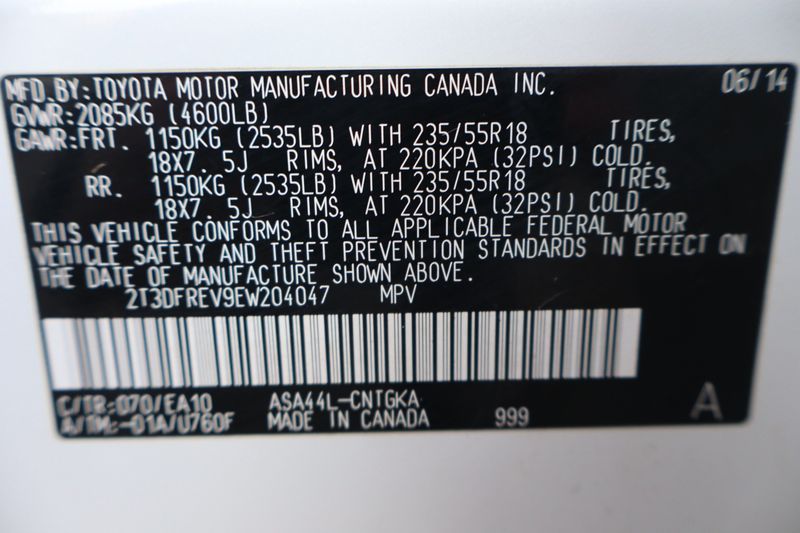 MFD.BY:TOYOTA MOTOR MANUFACTURING CANADA INC. 06/14
GVWR:2085KG (4600LB)
GAWR:FRT. 1150KG (2535LB) WITH 235/55R18 TIRES,
18X7. 5J RIMS, AT 220KPA (32PSI) COLD.
RR. 1150KG (2535LB) WITH 235/55R18 TIRES,
18X7. 5J RIMS, AT 220KPA (32PSI) COLD.
THIS VEHICLE CONFORMS TO ALL APPLICABLE FEDERAL MOTOR
VEHICLE SAFETY AND THEFT PREVENTION STANDARDS IN EFFECT ON
THE DATE OF MANUFACTURE SHOWN ABOVE.
2T3DFREV9EW204047 MPV
C/TR:070/EA10 ASA44L-CNTGKA A
A/TM:-01A/U760F MADE IN CANADA 999